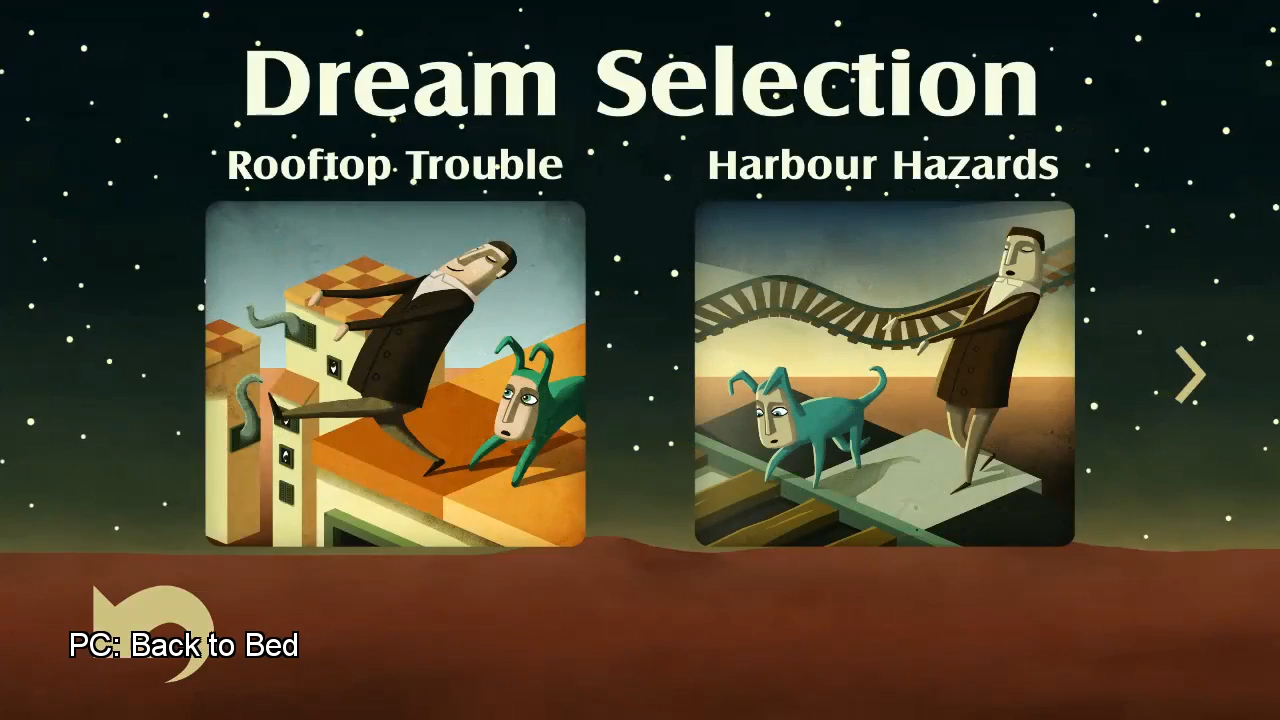 Dream Selection
Rooftop Trouble
Harbour Hazards
PC: Back to Bed